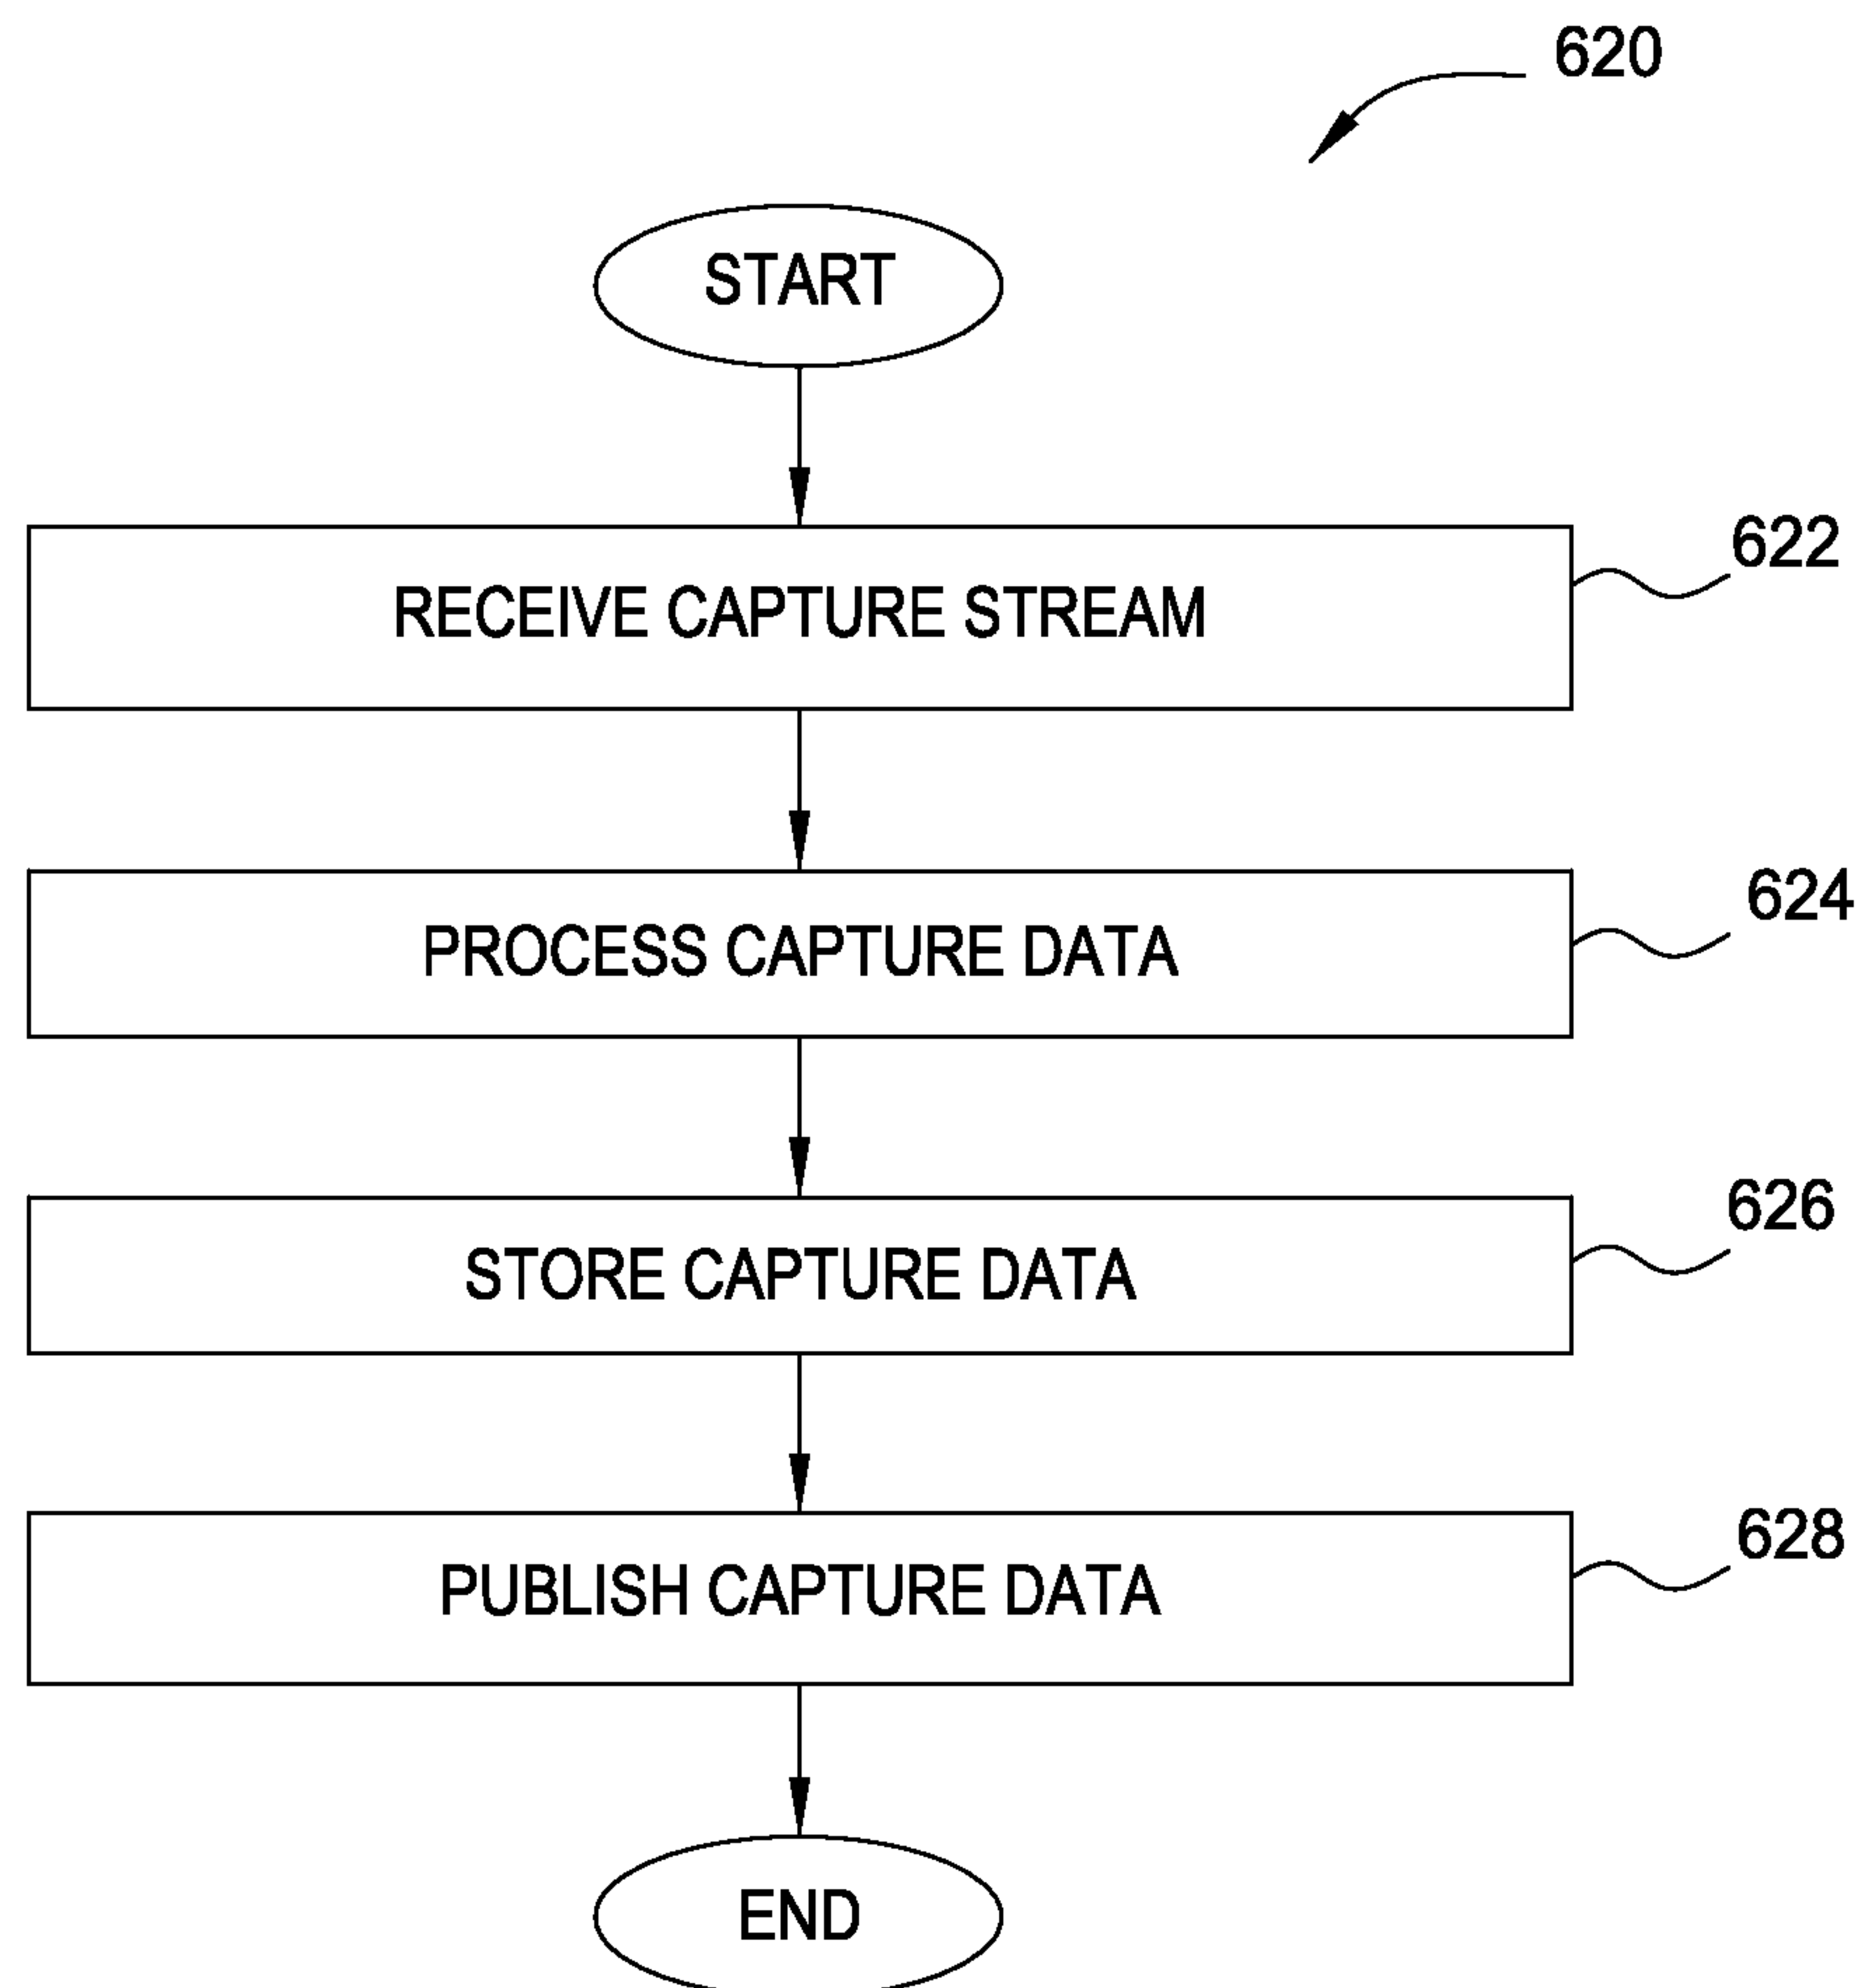 620
START
622
RECEIVE CAPTURE STREAM
624
PROCESS CAPTURE DATA
626
STORE CAPTURE DATA
628
PUBLISH CAPTURE DATA
END